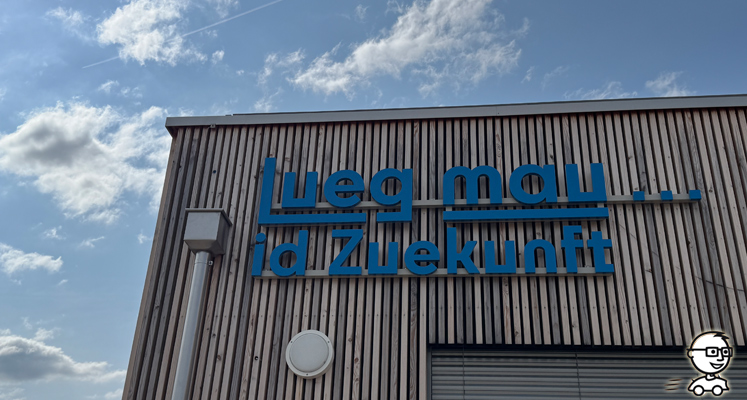 lueg mau ...
id Zuekunft